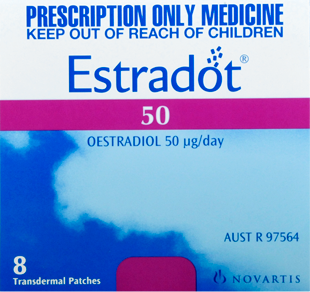 PRESCRIPTION ONLY MEDICINE
KEEP OUT OF REACH OF CHILDREN
Estradot®
50
OESTRADIOL 50 µg/day
AUST R 97564
8
Transdermal Patches
NOVARTIS